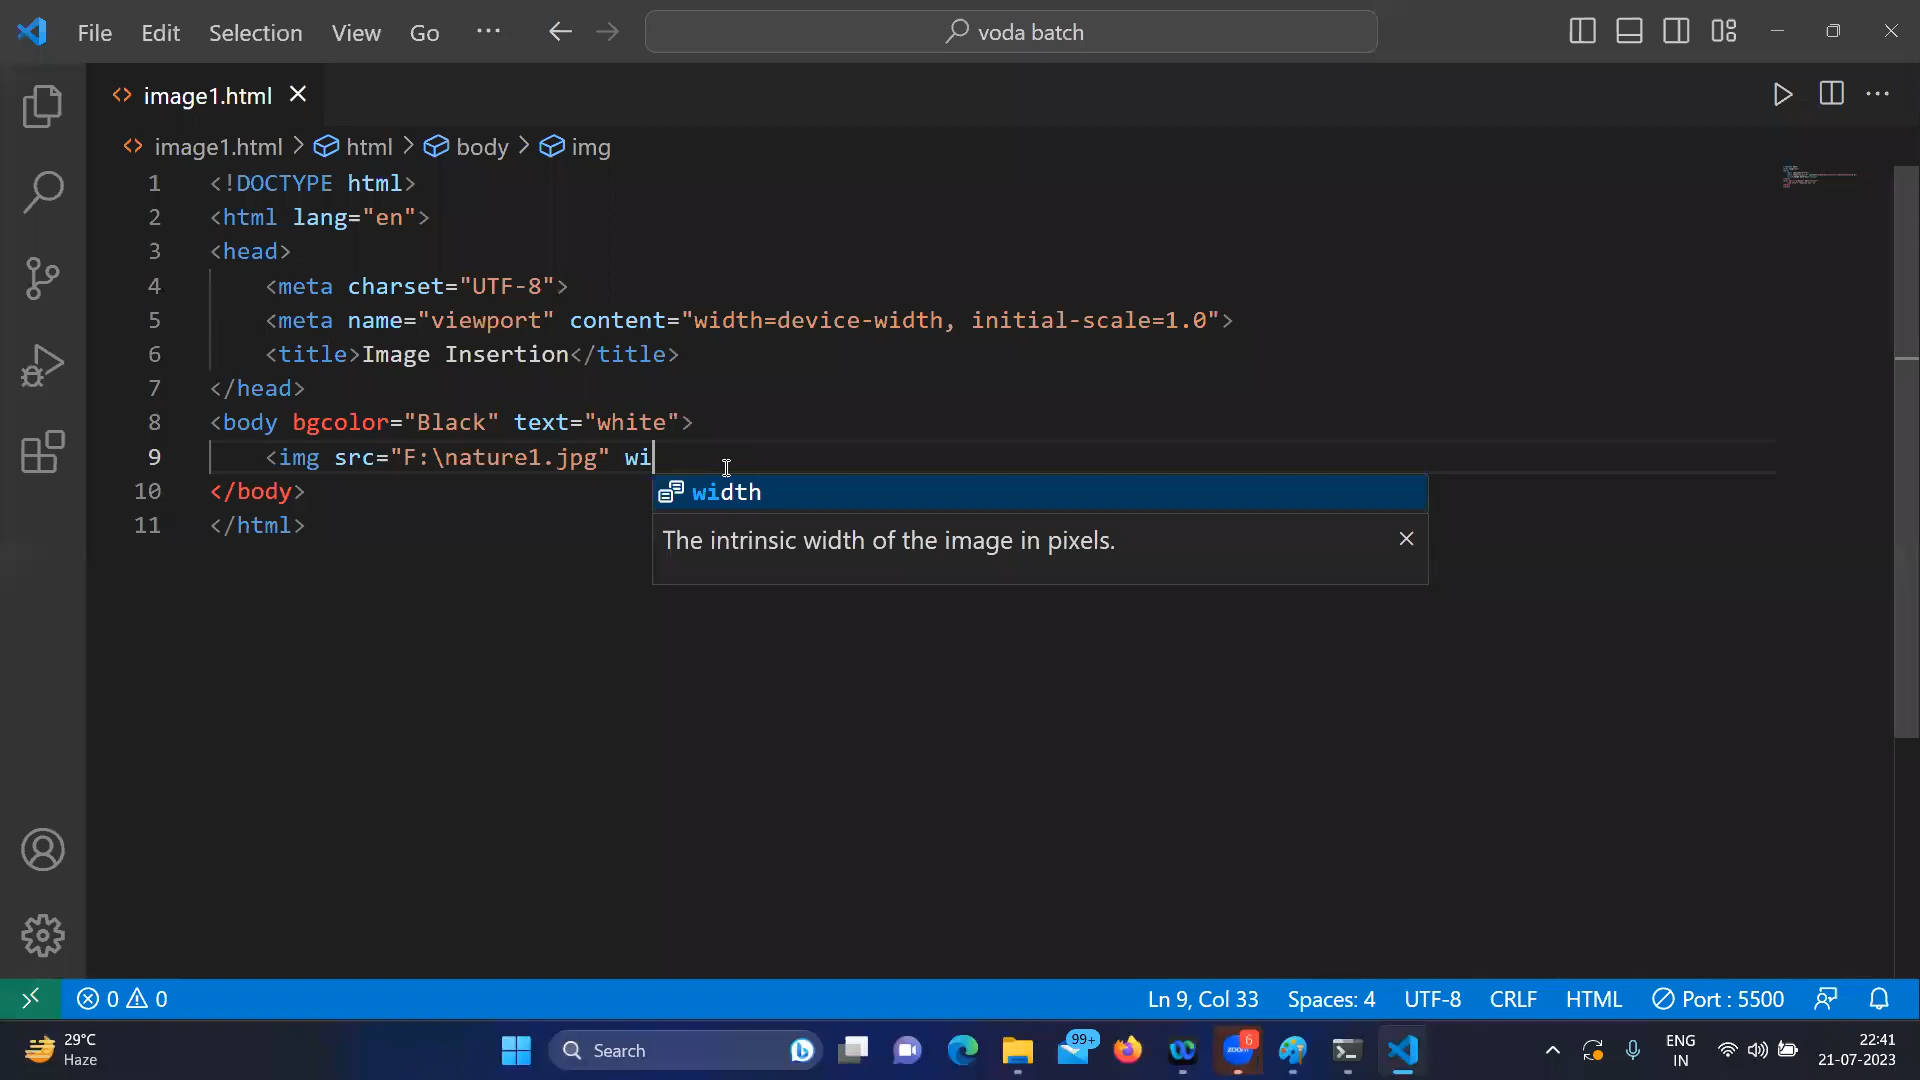 File Edit Selection View Go ··· voda batch
image1.html
image1.html > html > body > img
1 <!DOCTYPE html>
2 <html lang="en">
3 <head>
4 <meta charset="UTF-8">
5 <meta name="viewport" content="width=device-width, initial-scale=1.0">
6 <title>Image Insertion</title>
7 </head>
8 <body bgcolor="Black" text="white">
9 <img src="F:\nature1.jpg" wi
width
10 </body>
The intrinsic width of the image in pixels.
11 </html>
0 0 Ln 9, Col 33 Spaces: 4 UTF-8 CRLF HTML Port : 5500
29°C
Haze
Search
99+
zoom
6
ENG
IN
22:41
21-07-2023